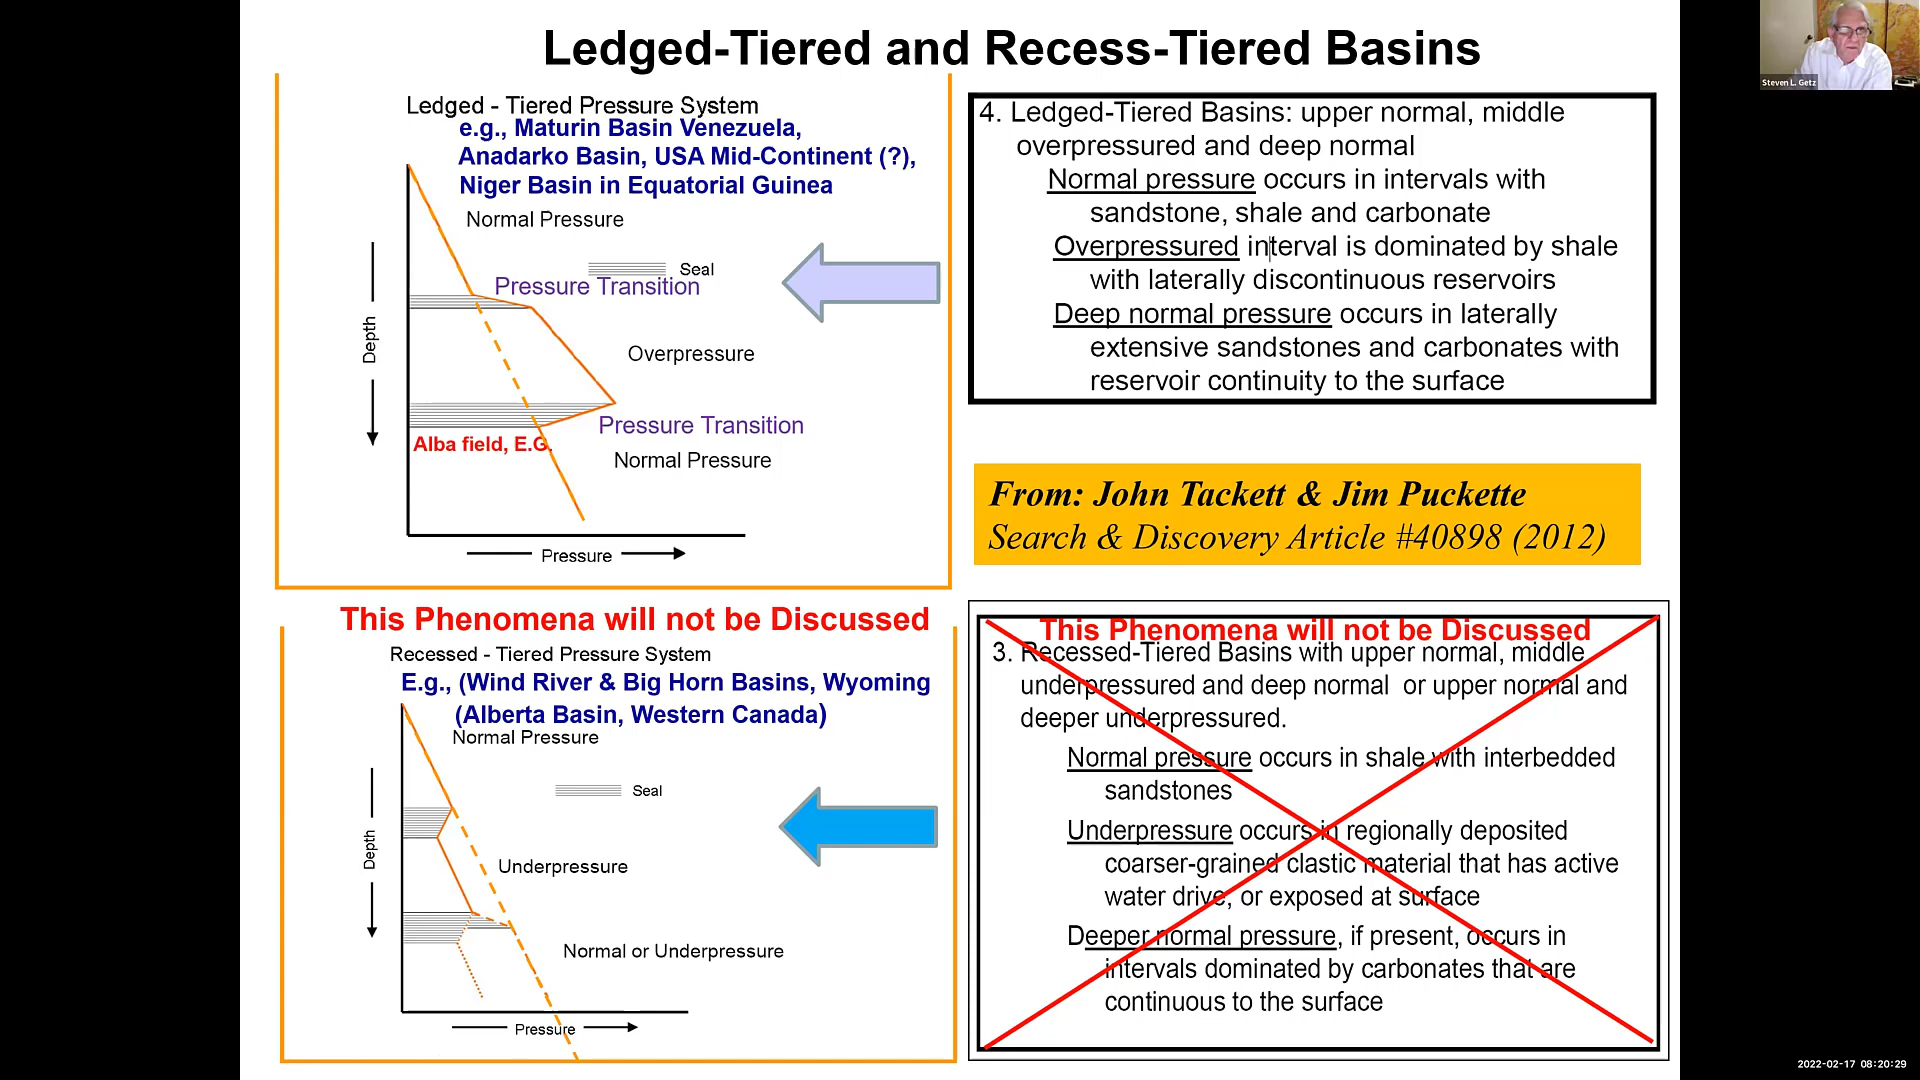 Ledged-Tiered and Recess-Tiered Basins
Steven L. Getz
Ledged - Tiered Pressure System
e.g., Maturin Basin Venezuela,
Anadarko Basin, USA Mid-Continent (?),
Niger Basin in Equatorial Guinea
Normal Pressure
Seal
Pressure Transition
Depth
Overpressure
Pressure Transition
Alba field, E.G.
Normal Pressure
Pressure
4. Ledged-Tiered Basins: upper normal, middle
overpressured and deep normal
Normal pressure occurs in intervals with
sandstone, shale and carbonate
Overpressured interval is dominated by shale
with laterally discontinuous reservoirs
Deep normal pressure occurs in laterally
extensive sandstones and carbonates with
reservoir continuity to the surface
From: John Tackett & Jim Puckette
Search & Discovery Article #40898 (2012)
This Phenomena will not be Discussed
Recessed - Tiered Pressure System
E.g., (Wind River & Big Horn Basins, Wyoming
(Alberta Basin, Western Canada)
Normal Pressure
Seal
Depth
Underpressure
Normal or Underpressure
Pressure
This Phenomena will not be Discussed
3. Recessed-Tiered Basins with upper normal, middle
underpressured and deep normal or upper normal and
deeper underpressured.
Normal pressure occurs in shale with interbedded
sandstones
Underpressure occurs in regionally deposited
coarser-grained clastic material that has active
water drive, or exposed at surface
Deeper normal pressure, if present, occurs in
intervals dominated by carbonates that are
continuous to the surface
2022-02-17 08:20:29